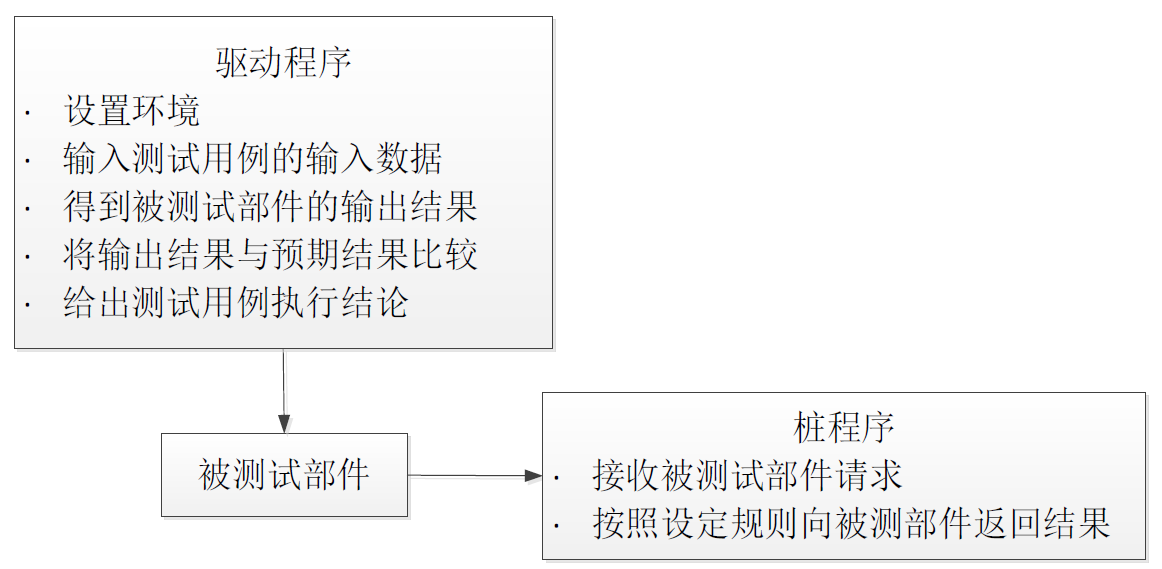 驱动程序
· 设置环境
· 输入测试用例的输入数据
· 得到被测试部件的输出结果
· 将输出结果与预期结果比较
· 给出测试用例执行结论
被测试部件
桩程序
· 接收被测试部件请求
· 按照设定规则向被测部件返回结果